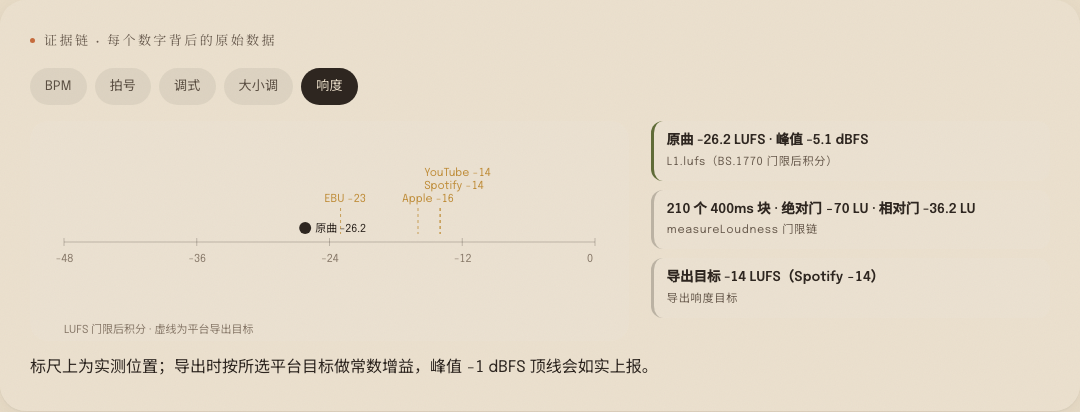 证据链 · 每个数字背后的原始数据
BPM
拍号
调式
大小调
响度
YouTube -14
Spotify -14
EBU -23
Apple -16
原曲 -26.2
-48
-36
-24
-12
0
LUFS 门限后积分 · 虚线为平台导出目标
原曲 -26.2 LUFS · 峰值 -5.1 dBFS
L1.lufs（BS.1770 门限后积分）
210 个 400ms 块 · 绝对门 -70 LU · 相对门 -36.2 LU
measureLoudness 门限链
导出目标 -14 LUFS（Spotify -14）
导出响度目标
标尺上为实测位置；导出时按所选平台目标做常数增益，峰值 -1 dBFS 顶线会如实上报。